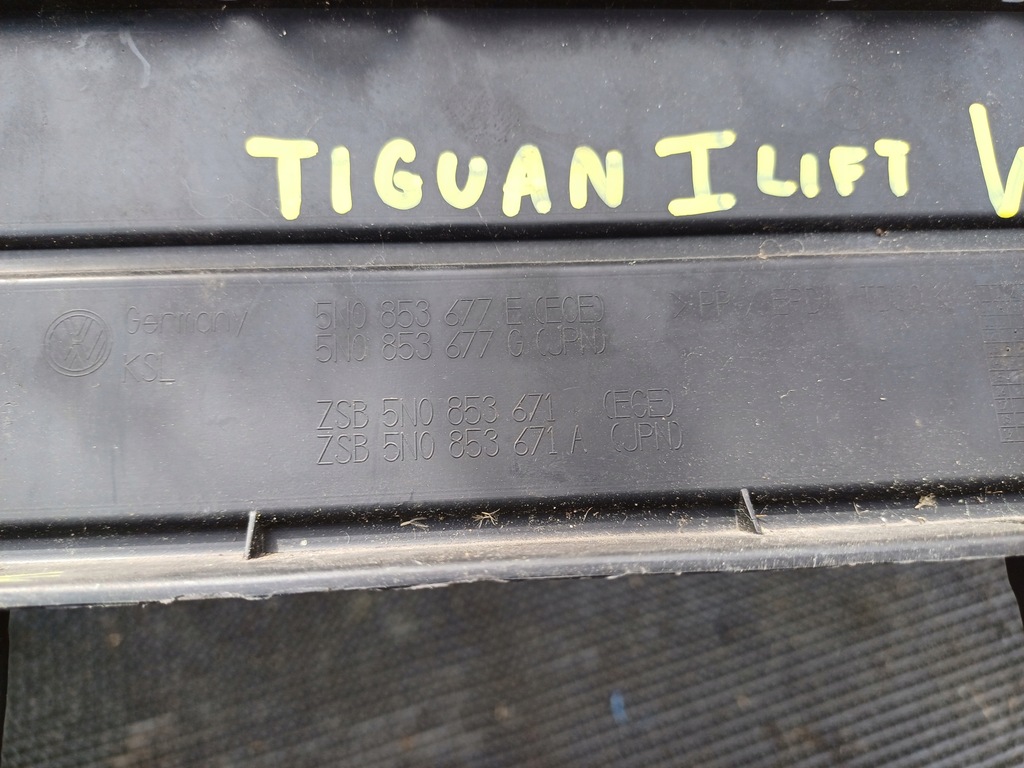 TIGUAN I LIFT
Germany
KSL
5N0 853 677 E (ECE)
5N0 853 677 G (JPN)
ZSB 5N0 853 671 (ECE)
ZSB 5N0 853 671 A (JPN)